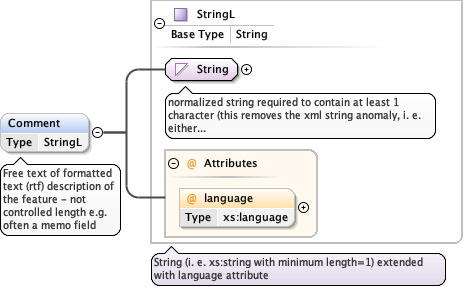 StringL
Base Type String
String
normalized string required to contain at least 1
character (this removes the xml string anomaly, i. e.
either...
Comment
Type StringL
Free text of formatted
text (rtf) description of
the feature - not
controlled length e.g.
often a memo field
@ Attributes
@ language
Type xs:language
String (i. e. xs:string with minimum length=1) extended
with language attribute